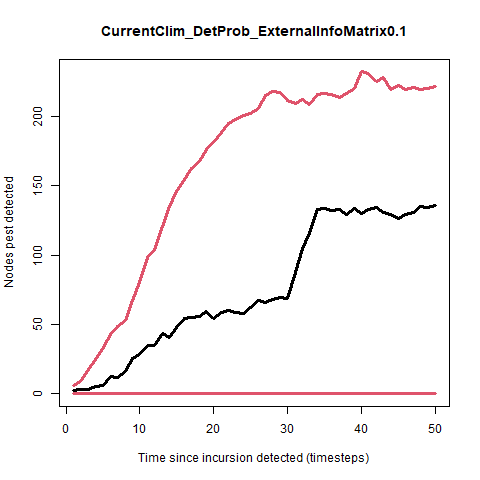 CurrentClim_DetProb_ExternalInfoMatrix0.1
Nodes pest detected
200
150
100
50
0
0 10 20 30 40 50
Time since incursion detected (timesteps)